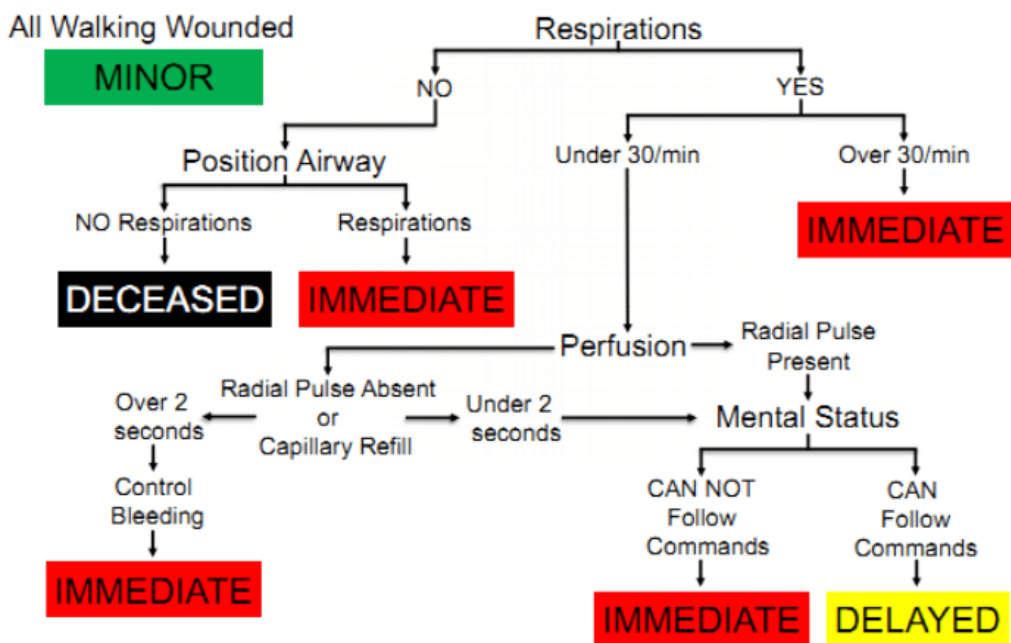 All Walking Wounded
MINOR
Respirations
NO
YES
Position Airway
Under 30/min
Over 30/min
NO Respirations
Respirations
IMMEDIATE
DECEASED
IMMEDIATE
Perfusion
Radial Pulse
Present
Radial Pulse Absent
or
Capillary Refill
Over 2
seconds
Under 2
seconds
Mental Status
Control
Bleeding
CAN NOT
Follow
Commands
CAN
Follow
Commands
IMMEDIATE
IMMEDIATE
DELAYED